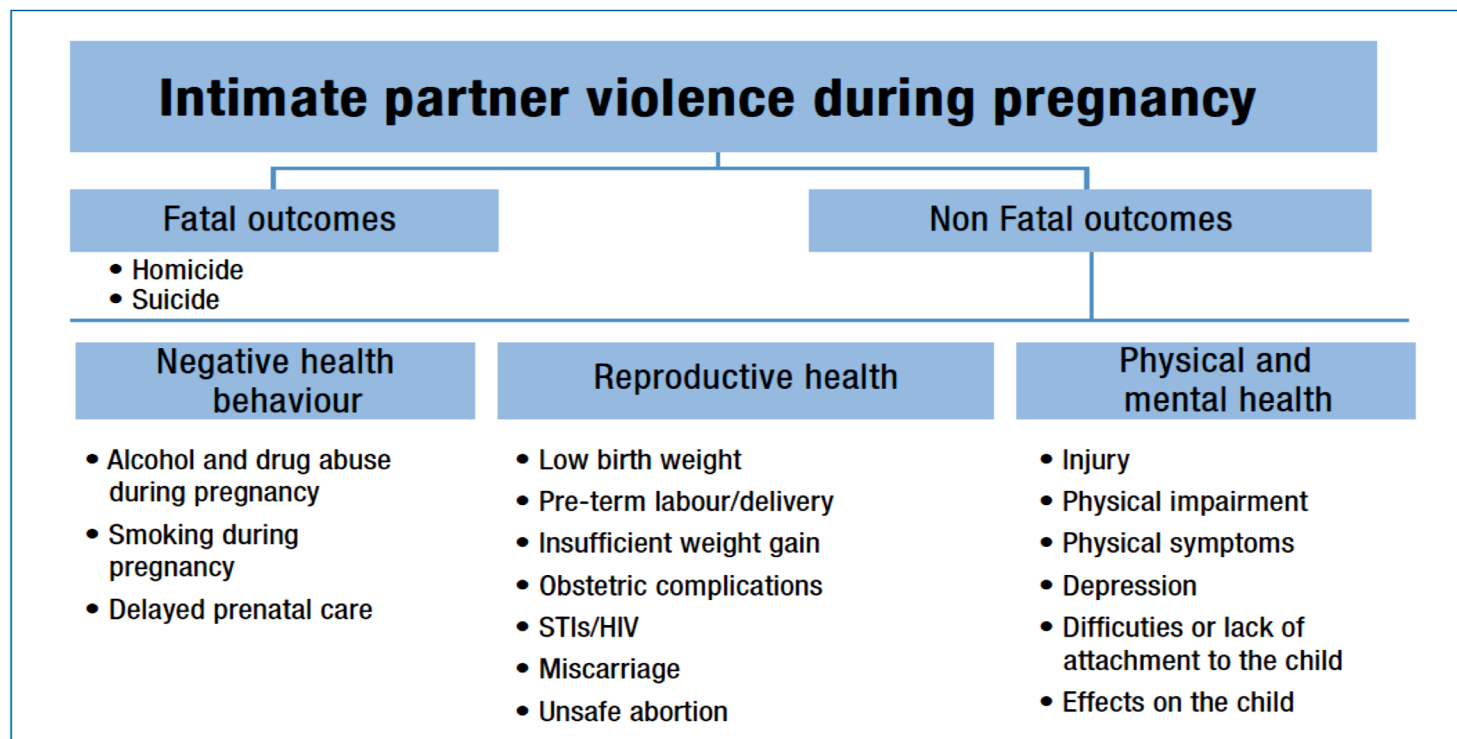 Intimate partner violence during pregnancy
Fatal outcomes
• Homicide
• Suicide
Non Fatal outcomes
Negative health
behaviour
• Alcohol and drug abuse
during pregnancy
• Smoking during
pregnancy
• Delayed prenatal care
Reproductive health
• Low birth weight
• Pre-term labour/delivery
• Insufficient weight gain
• Obstetric complications
• STIs/HIV
• Miscarriage
• Unsafe abortion
Physical and
mental health
• Injury
• Physical impairment
• Physical symptoms
• Depression
• Difficuties or lack of
attachment to the child
• Effects on the child